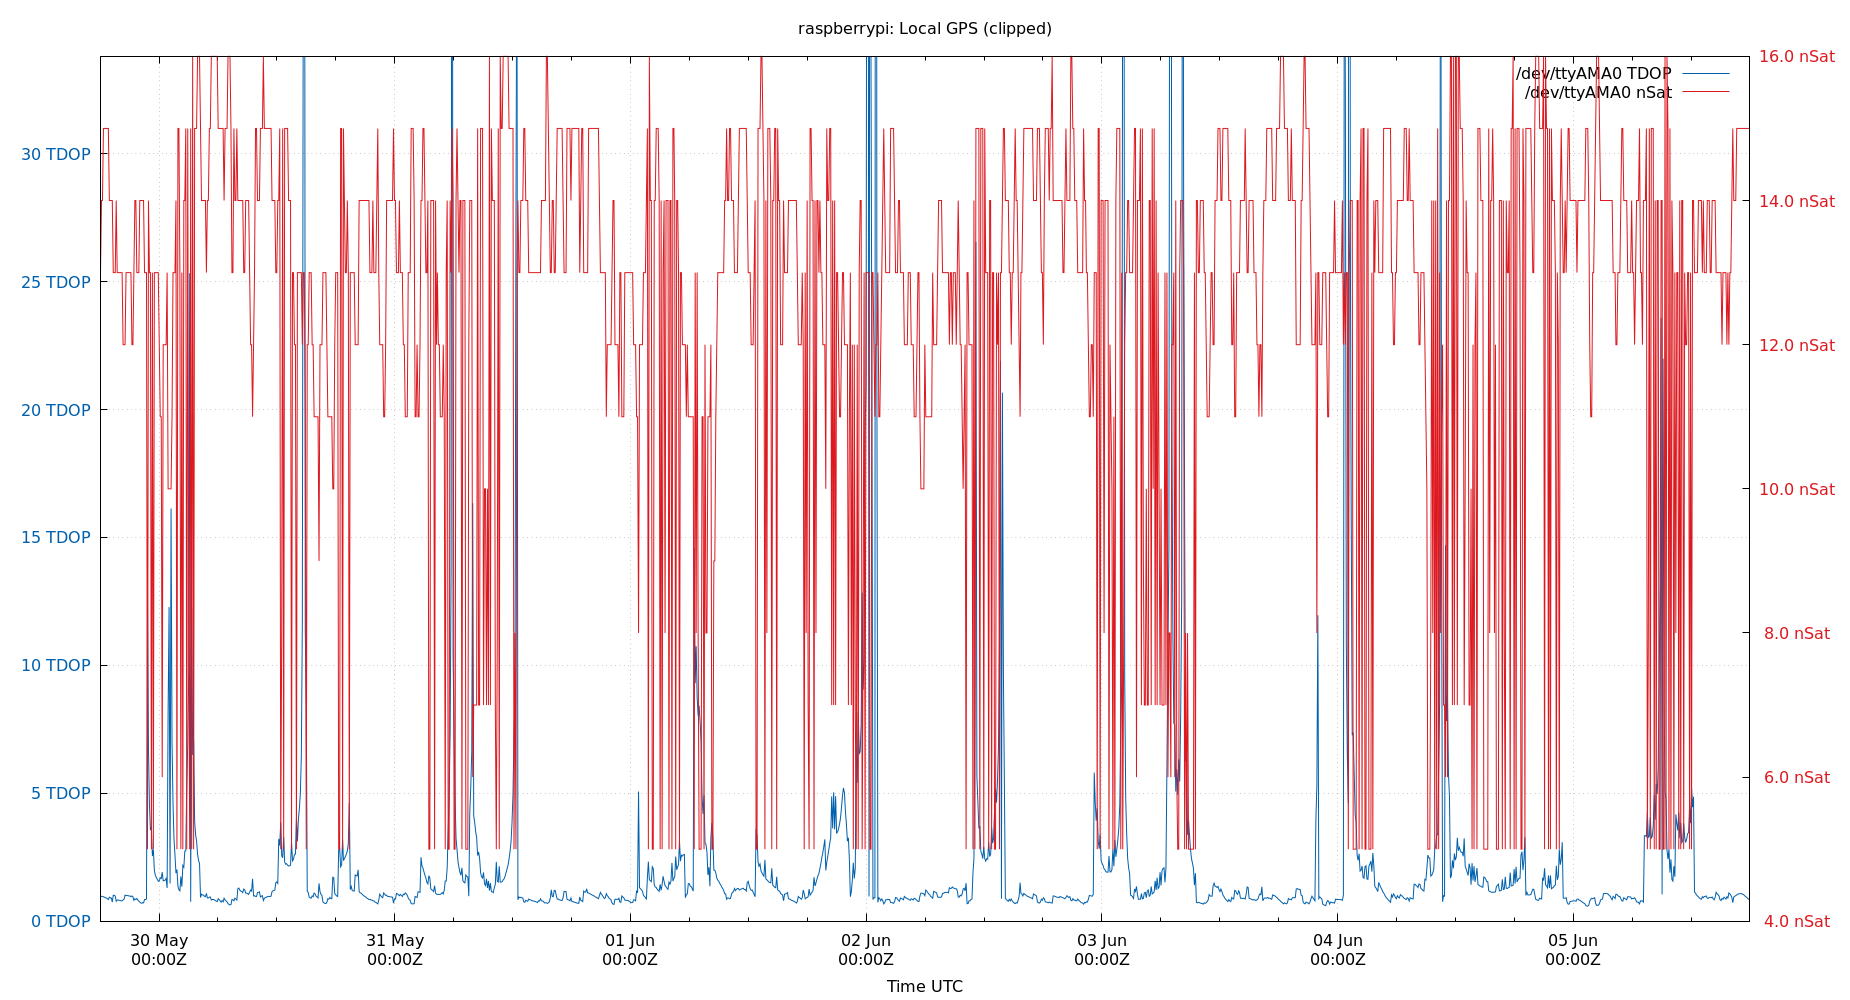 raspberrypi: Local GPS (clipped)
16.0 nSat
/dev/ttyAMA0 TDOP
/dev/ttyAMA0 nSat
30 TDOP
14.0 nSat
25 TDOP
12.0 nSat
20 TDOP
10.0 nSat
15 TDOP
8.0 nSat
10 TDOP
6.0 nSat
5 TDOP
0 TDOP
4.0 nSat
30 May 31 May 01 Jun 02 Jun 03 Jun 04 Jun 05 Jun
00:00Z 00:00Z 00:00Z 00:00Z 00:00Z 00:00Z 00:00Z
Time UTC